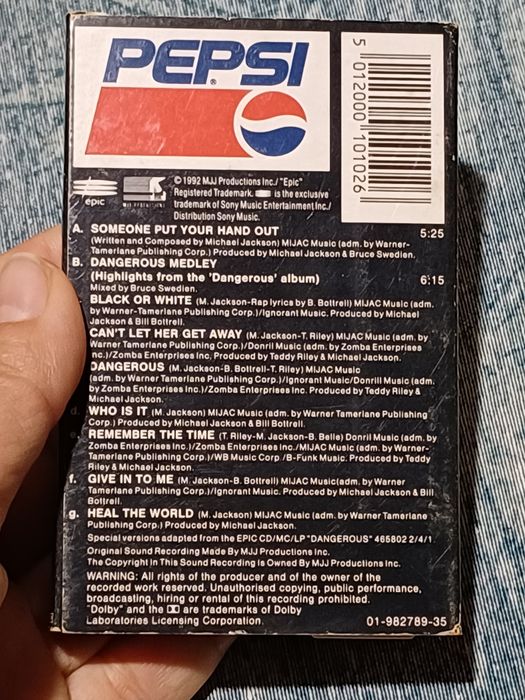 PEPSI
®
5 012000 101026
epic
© 1992 MJJ Productions Inc./ "Epic"
Registered Trademark. is the exclusive
trademark of Sony Music Entertainment Inc./
Distribution Sony Music.
A. SOMEONE PUT YOUR HAND OUT 5:25
(Written and Composed by Michael Jackson) MIJAC Music (adm. by Warner-
Tamerlane Publishing Corp.) Produced by Michael Jackson & Bruce Swedien.
B. DANGEROUS MEDLEY
(Highlights from the 'Dangerous' album) 6:15
Mixed by Bruce Swedien.
BLACK OR WHITE (M. Jackson-Rap lyrics by B. Bottrell) MIJAC Music (adm.
by Warner-Tamerlane Publishing Corp.)/Ignorant Music. Produced by Michael
Jackson & Bill Bottrell.
CAN'T LET HER GET AWAY (M. Jackson-T. Riley) MIJAC Music (adm. by
Warner Tamerlane Publishing Corp.)/Donril Music (adm. by Zomba Enterprises
Inc.)/Zomba Enterprises Inc. Produced by Teddy Riley & Michael Jackson.
DANGEROUS (M. Jackson-B. Bottrell-T. Riley) MIJAC Music
(adm. by Warner Tamerlane Publishing Corp.)/Ignorant Music/Donrill Music (adm.
by Zomba Enterprises Inc.)/Zomba Enterprises Inc. Produced by Teddy Riley &
Michael Jackson.
d. WHO IS IT (M. Jackson) MIJAC Music (adm. by Warner Tamerlane Publishing
Corp.) Produced by Michael Jackson & Bill Bottrell.
e. REMEMBER THE TIME (T. Riley-M. Jackson-B. Belle) Donril Music (adm. by
Zomba Enterprises Inc.)/Zomba Enterprises Inc./MIJAC Music (adm. by Warner-
Tamerlane Publishing Corp.)/WB Music Corp./B-Funk Music. Produced by Teddy
Riley & Michael Jackson.
f. GIVE IN TO ME (M. Jackson-B. Bottrell) MIJAC Music(adm. by Warner
Tamerlane Publishing Corp.)/Ignorant Music. Produced by Michael Jackson & Bill
Bottrell.
g. HEAL THE WORLD (M. Jackson) MIJAC Music (adm. by Warner Tamerlane
Publishing Corp.) Produced by Michael Jackson.
Special versions adapted from the EPIC CD/MC/LP "DANGEROUS" 465802 2/4/1
Original Sound Recording Made By MJJ Productions Inc.
The Copyright In This Sound Recording Is Owned By MJJ Productions Inc.
WARNING: All rights of the producer and of the owner of the
recorded work reserved. Unauthorised copying, public performance,
broadcasting, hiring or rental of this recording prohibited.
"Dolby" and the are trademarks of Dolby
Laboratories Licensing Corporation. 01-982789-35